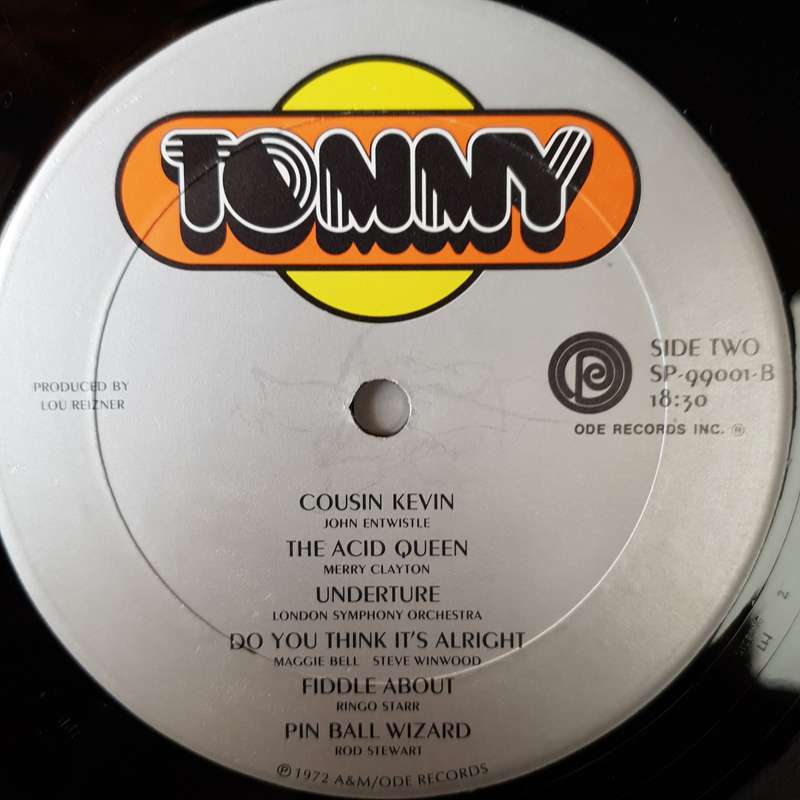 TOMMY
PRODUCED BY
LOU REIZNER
SIDE TWO
SP-99001-B
18:30
ODE RECORDS INC. ®
COUSIN KEVIN
JOHN ENTWISTLE
THE ACID QUEEN
MERRY CLAYTON
UNDERTURE
LONDON SYMPHONY ORCHESTRA
DO YOU THINK IT'S ALRIGHT
MAGGIE BELL STEVE WINWOOD
FIDDLE ABOUT
RINGO STARR
PIN BALL WIZARD
ROD STEWART
℗ 1972 A&M/ODE RECORDS
2